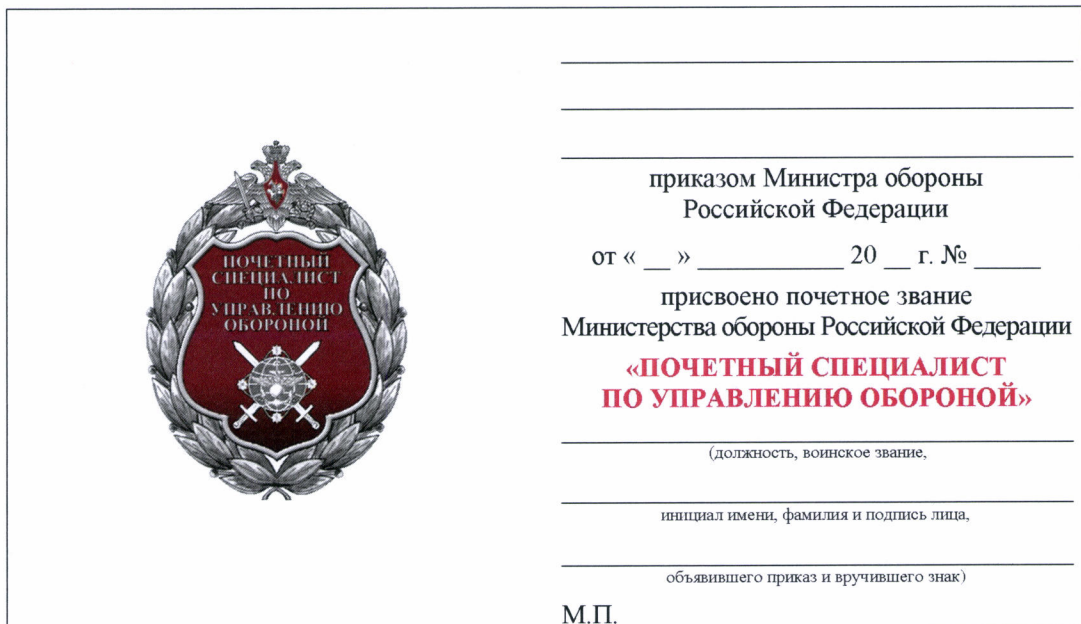 ПОЧЕТНЫЙ
СПЕЦИАЛИСТ
ПО
УПРАВЛЕНИЮ
ОБОРОНОЙ
приказом Министра обороны
Российской Федерации
от « __ » ____________ 20 __ г. № _____
присвоено почетное звание
Министерства обороны Российской Федерации
«ПОЧЕТНЫЙ СПЕЦИАЛИСТ
ПО УПРАВЛЕНИЮ ОБОРОНОЙ»
(должность, воинское звание,
инициал имени, фамилия и подпись лица,
объявившего приказ и вручившего знак)
М.П.